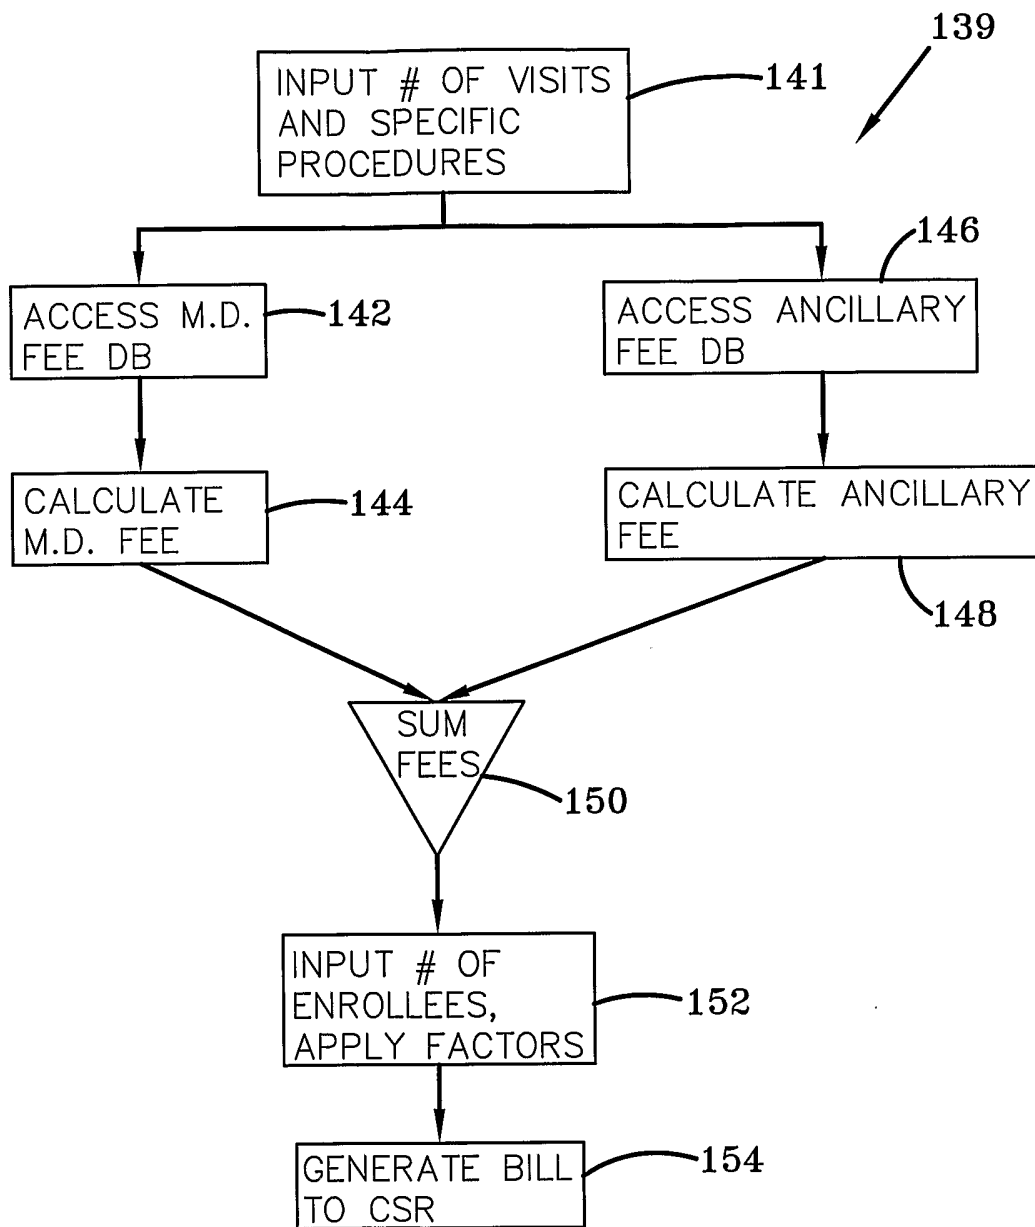 139
INPUT # OF VISITS
AND SPECIFIC
PROCEDURES
141
146
ACCESS M.D.
FEE DB
142
ACCESS ANCILLARY
FEE DB
CALCULATE
M.D. FEE
144
CALCULATE ANCILLARY
FEE
148
SUM
FEES
150
INPUT # OF
ENROLLEES,
APPLY FACTORS
152
GENERATE BILL
TO CSR
154